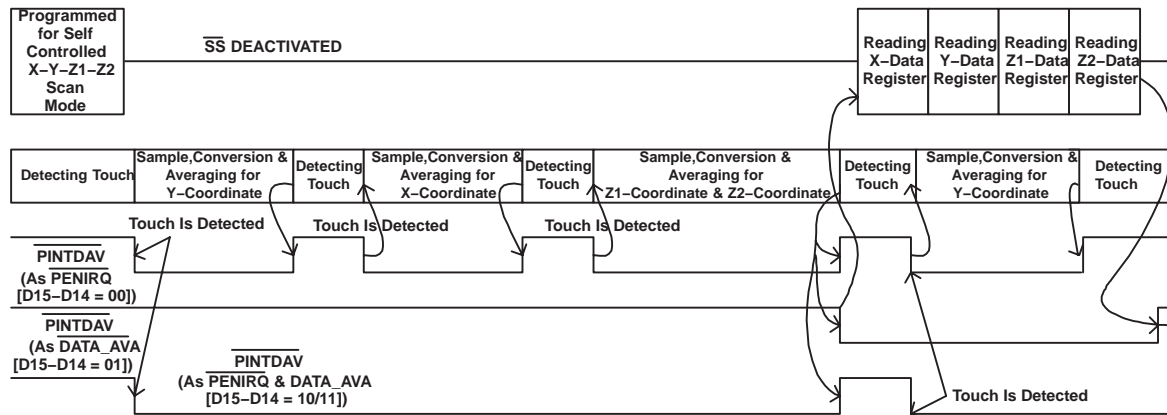 Programmed
for Self
Controlled
X–Y–Z1–Z2
Scan
Mode
SS DEACTIVATED
Reading
X–Data
Register
Reading
Y–Data
Register
Reading
Z1–Data
Register
Reading
Z2–Data
Register
Detecting Touch
Sample,Conversion &
Averaging for
Y–Coordinate
Detecting
Touch
Sample,Conversion &
Averaging for
X–Coordinate
Detecting
Touch
Sample,Conversion &
Averaging for
Z1–Coordinate & Z2–Coordinate
Detecting
Touch
Sample,Conversion &
Averaging for
Y–Coordinate
Detecting
Touch
Touch Is Detected
Touch Is Detected
Touch Is Detected
PINTDAV
(As PENIRQ
[D15–D14 = 00])
PINTDAV
(As DATA_AVA
[D15–D14 = 01])
PINTDAV
(As PENIRQ & DATA_AVA
[D15–D14 = 10/11])
Touch Is Detected